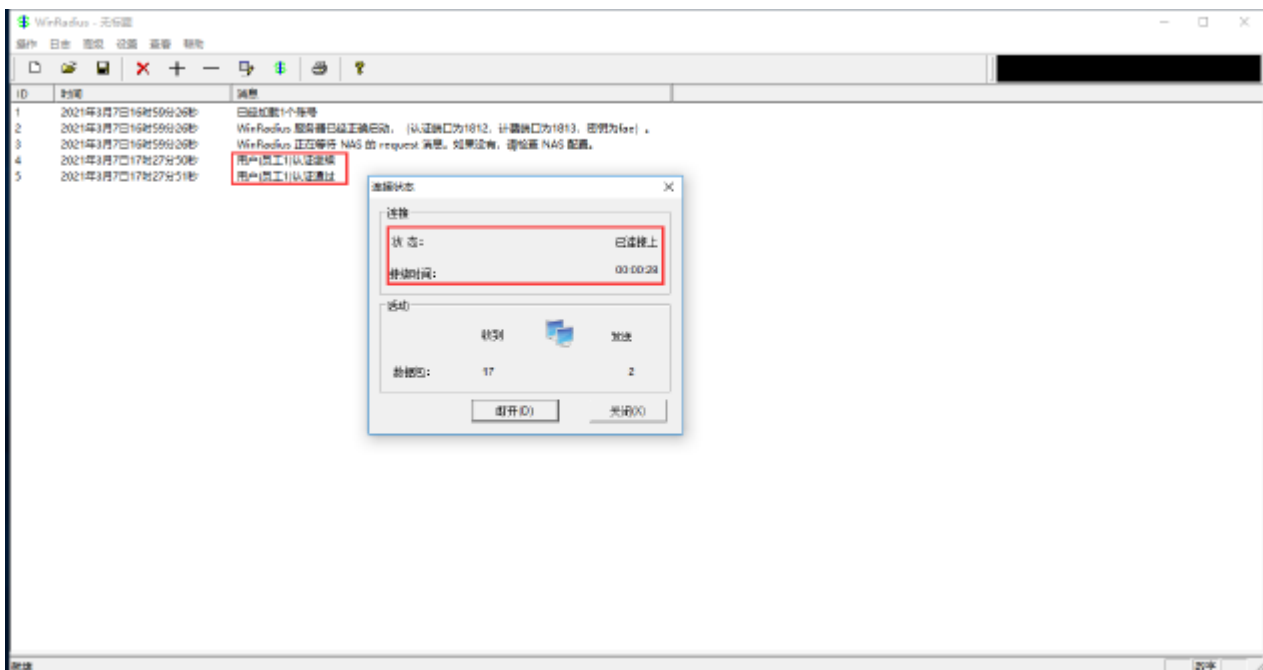 WinRadius - 无标题
操作 日志 高级 设置 查看 帮助
ID 时间 消息
1 2021年3月7日16时59分26秒 已经加载1个账号
2 2021年3月7日16时59分26秒 WinRadius 服务器已经正确启动, (认证端口为1812, 计费端口为1813, 密钥为fae) 。
3 2021年3月7日16时59分26秒 WinRadius 正在等待 NAS 的 request 消息。如果没有, 请检查 NAS 配置。
4 2021年3月7日17时27分50秒 用户(员工1)认证继续
5 2021年3月7日17时27分51秒 用户(员工1)认证通过
连接状态
连接
状 态: 已连接上
持续时间: 00:00:28
活动
收到 发送
数据包: 17 2
断开(D) 关闭(X)
就绪 数字